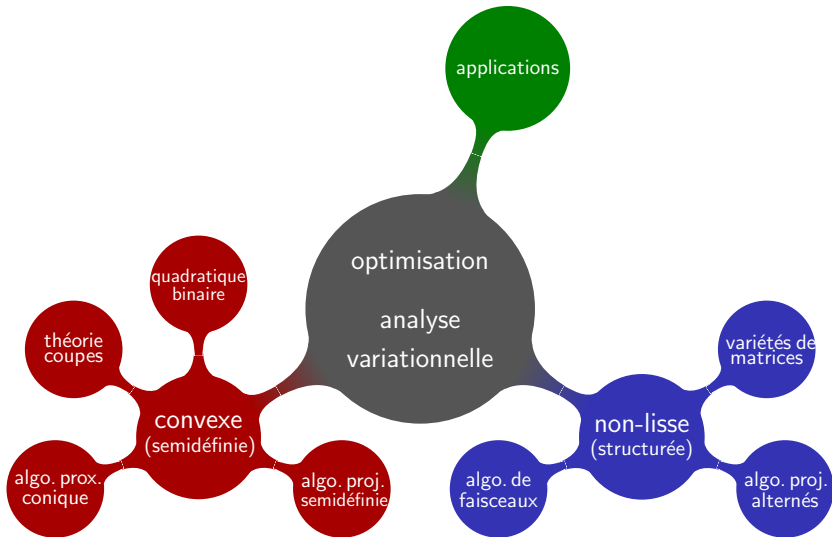 applications
optimisation
analyse
variationnelle
quadratique
binaire
théorie
coupes
convexe
(semidéfinie)
algo. prox.
conique
algo. proj.
semidéfinie
non-lisse
(structurée)
variétés de
matrices
algo. de
faisceaux
algo. proj.
alternés